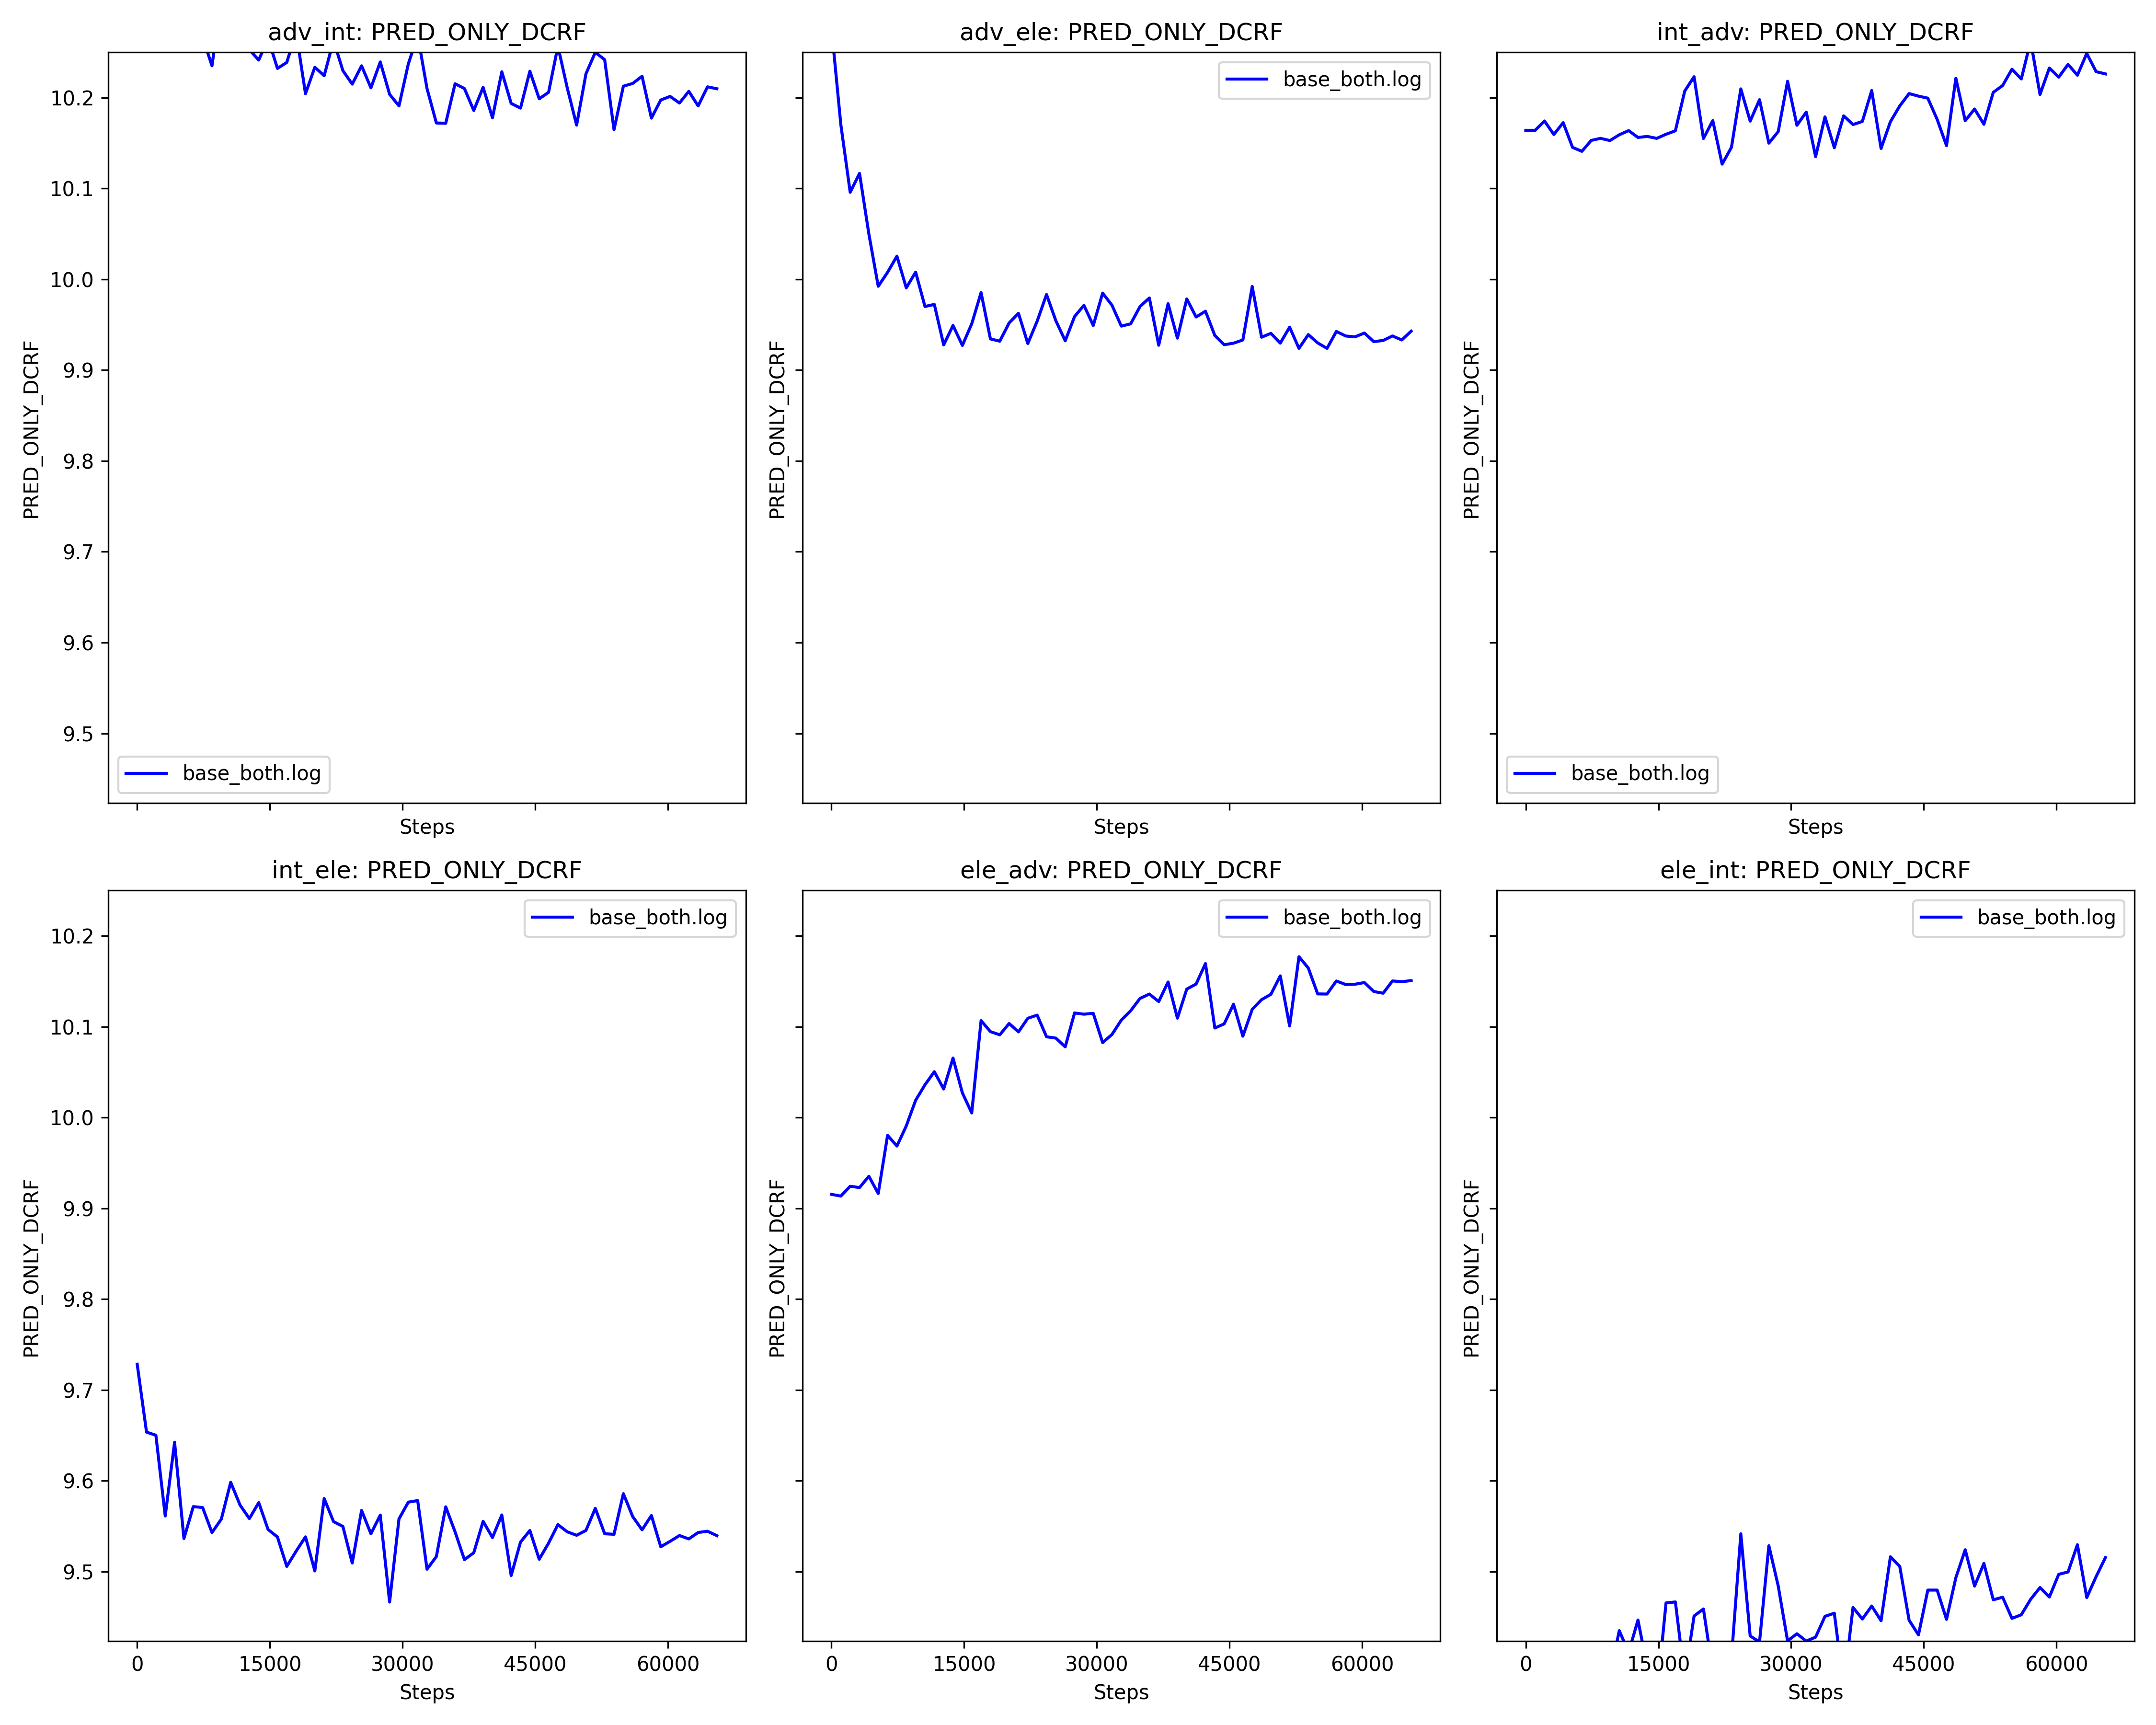 adv_int: PRED_ONLY_DCRF
PRED_ONLY_DCRF
10.2
10.1
10.0
9.9
9.8
9.7
9.6
9.5
base_both.log
Steps
adv_ele: PRED_ONLY_DCRF
PRED_ONLY_DCRF
base_both.log
Steps
int_adv: PRED_ONLY_DCRF
PRED_ONLY_DCRF
base_both.log
Steps
int_ele: PRED_ONLY_DCRF
PRED_ONLY_DCRF
base_both.log
10.2
10.1
10.0
9.9
9.8
9.7
9.6
9.5
0 15000 30000 45000 60000
Steps
ele_adv: PRED_ONLY_DCRF
PRED_ONLY_DCRF
base_both.log
0 15000 30000 45000 60000
Steps
ele_int: PRED_ONLY_DCRF
PRED_ONLY_DCRF
base_both.log
0 15000 30000 45000 60000
Steps